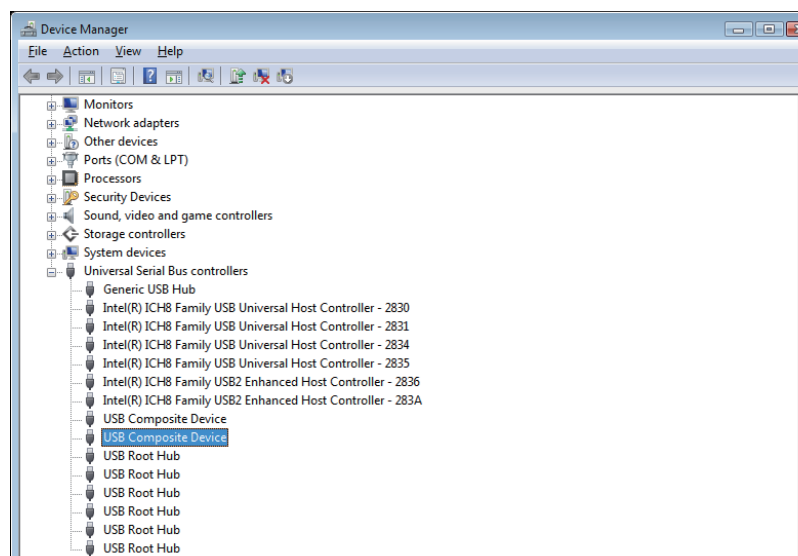 Device Manager
File Action View Help
Monitors
Network adapters
Other devices
Ports (COM & LPT)
Processors
Security Devices
Sound, video and game controllers
Storage controllers
System devices
Universal Serial Bus controllers
Generic USB Hub
Intel(R) ICH8 Family USB Universal Host Controller - 2830
Intel(R) ICH8 Family USB Universal Host Controller - 2831
Intel(R) ICH8 Family USB Universal Host Controller - 2834
Intel(R) ICH8 Family USB Universal Host Controller - 2835
Intel(R) ICH8 Family USB2 Enhanced Host Controller - 2836
Intel(R) ICH8 Family USB2 Enhanced Host Controller - 283A
USB Composite Device
USB Composite Device
USB Root Hub
USB Root Hub
USB Root Hub
USB Root Hub
USB Root Hub
USB Root Hub